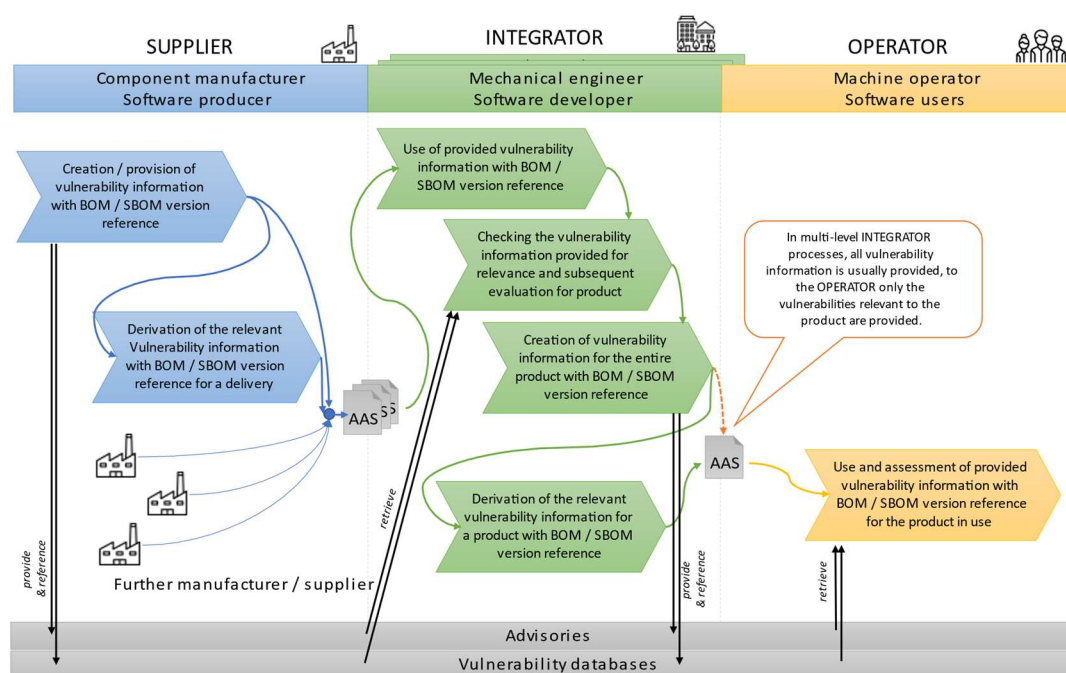 SUPPLIER
INTEGRATOR
OPERATOR
Component manufacturer
Software producer
Mechanical engineer
Software developer
Machine operator
Software users
Creation / provision of
vulnerability information
with BOM / SBOM version
reference
Derivation of the relevant
Vulnerability information
with BOM / SBOM version
reference for a delivery
AAS
S
S
Further manufacturer / supplier
provide
& reference
Use of provided vulnerability
information with BOM /
SBOM version reference
Checking the vulnerability
information provided for
relevance and subsequent
evaluation for product
Creation of vulnerability
information for the entire
product with BOM / SBOM
version reference
Derivation of the relevant
vulnerability information for
a product with BOM / SBOM
version reference
retrieve
provide
& reference
In multi-level INTEGRATOR
processes, all vulnerability
information is usually provided, to
the OPERATOR only the
vulnerabilities relevant to the
product are provided.
AAS
Use and assessment of provided
vulnerability information with
BOM / SBOM version reference
for the product in use
retrieve
Advisories
Vulnerability databases